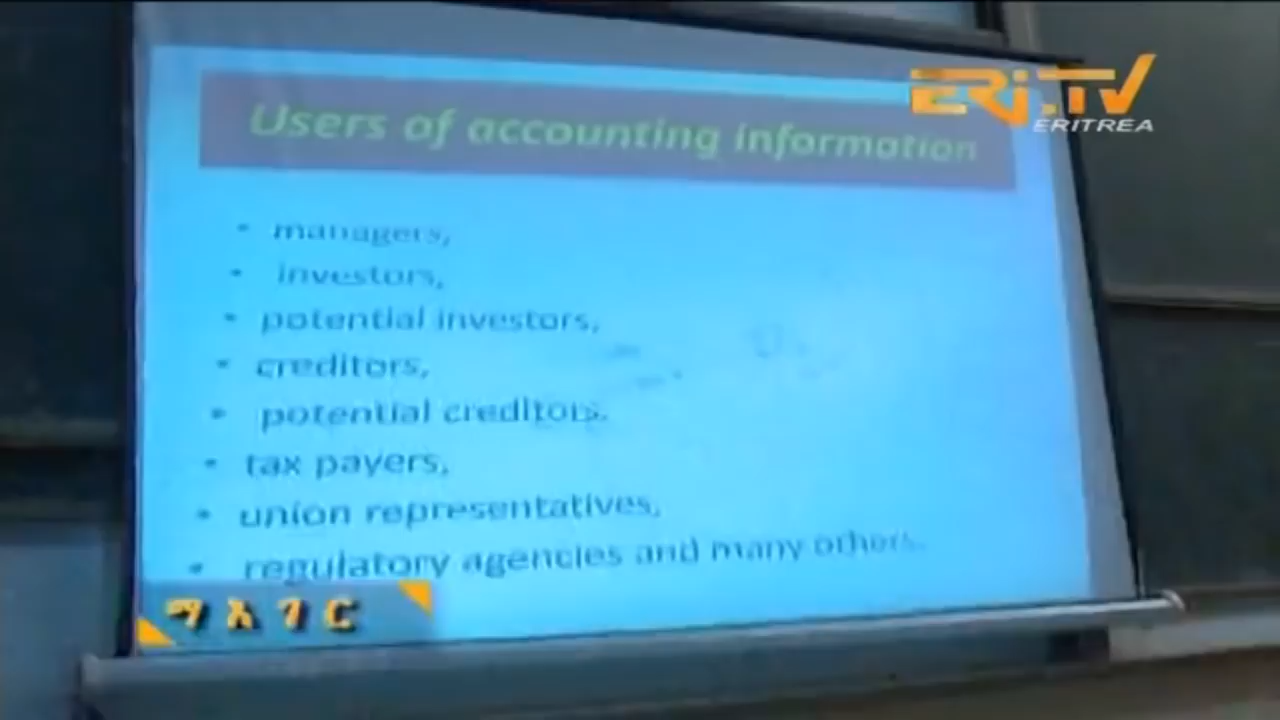 ERi.TV
ERITREA
Users of accounting information
• managers,
• investors,
• potential investors,
• creditors,
• potential creditors.
• tax payers,
• union representatives,
• regulatory agencies and many others.
ማእገር